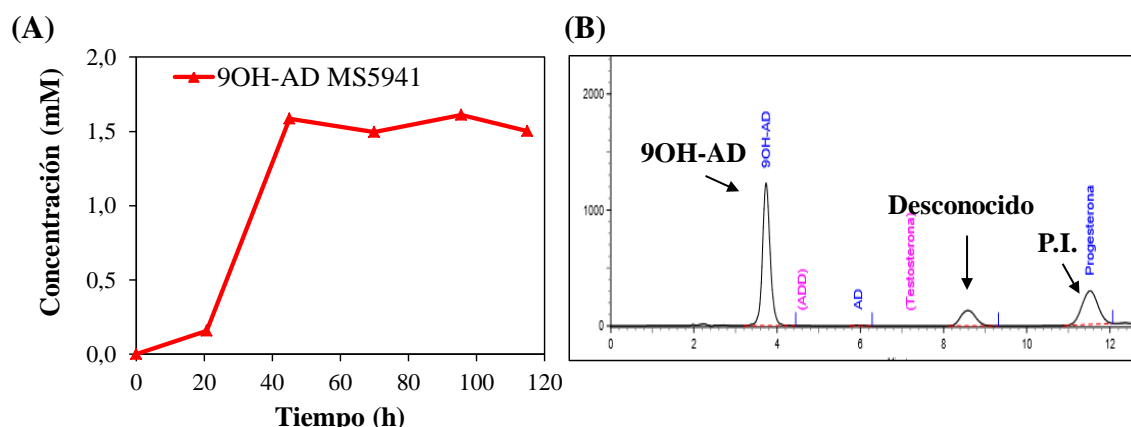 (A)
2,0
1,5
1,0
0,5
0,0
Concentración (mM)
9OH-AD MS5941
0
20
40
60
80
100
120
Tiempo (h)
(B)
2000
1000
0
9OH-AD
9OH-AD
(ADD)
AD
(Testosterona)
Desconocido
P.I.
Progesterona
0
2
4
6
8
10
12